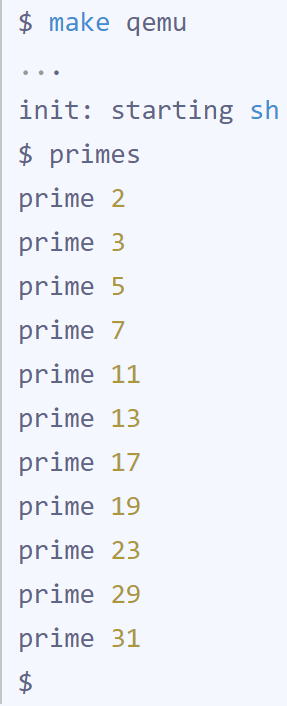 $ make qemu
...
init: starting sh
$ primes
prime 2
prime 3
prime 5
prime 7
prime 11
prime 13
prime 17
prime 19
prime 23
prime 29
prime 31
$